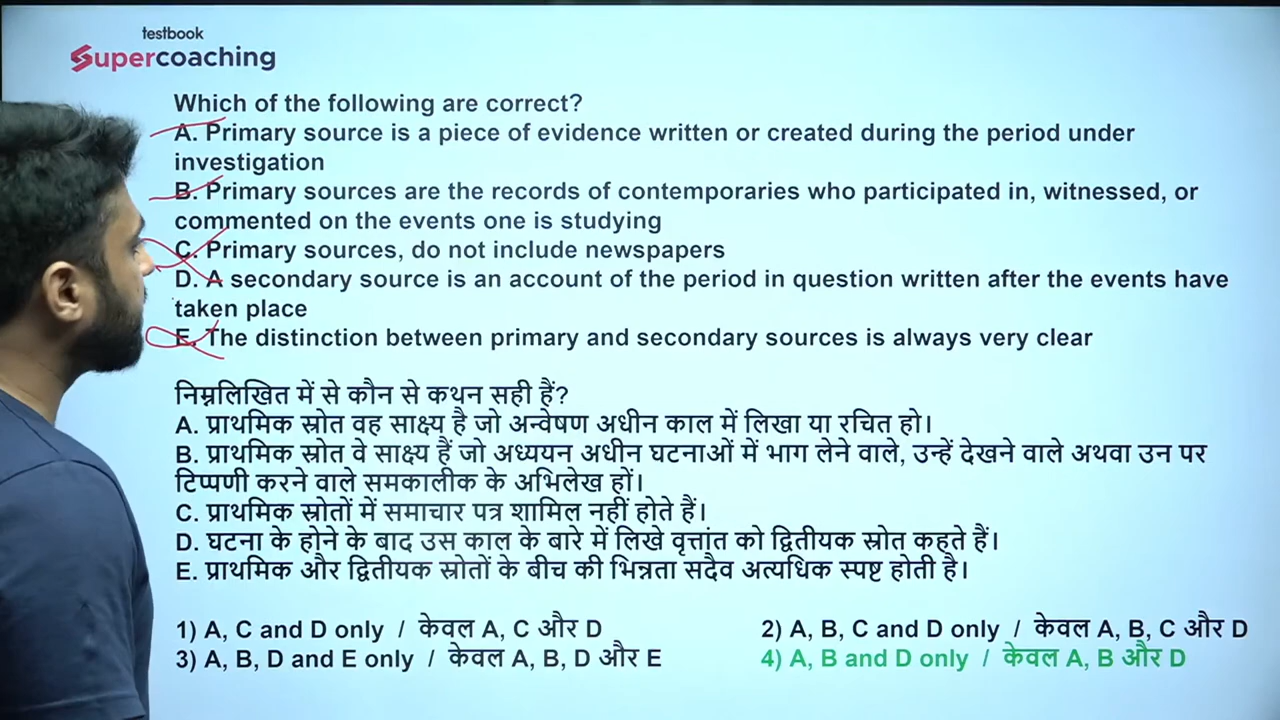 testbook
Supercoaching
Which of the following are correct?
A. Primary source is a piece of evidence written or created during the period under
investigation
B. Primary sources are the records of contemporaries who participated in, witnessed, or
commented on the events one is studying
C. Primary sources, do not include newspapers
D. A secondary source is an account of the period in question written after the events have
taken place
E. The distinction between primary and secondary sources is always very clear
निम्नलिखित में से कौन से कथन सही हैं?
A. प्राथमिक स्रोत वह साक्ष्य है जो अन्वेषण अधीन काल में लिखा या रचित हो।
B. प्राथमिक स्रोत वे साक्ष्य हैं जो अध्ययन अधीन घटनाओं में भाग लेने वाले, उन्हें देखने वाले अथवा उन पर
टिप्पणी करने वाले समकालीक के अभिलेख हों।
C. प्राथमिक स्रोतों में समाचार पत्र शामिल नहीं होते हैं।
D. घटना के होने के बाद उस काल के बारे में लिखे वृत्तांत को द्वितीयक स्रोत कहते हैं।
E. प्राथमिक और द्वितीयक स्रोतों के बीच की भिन्नता सदैव अत्यधिक स्पष्ट होती है।
1) A, C and D only / केवल A, C और D
2) A, B, C and D only / केवल A, B, C और D
3) A, B, D and E only / केवल A, B, D और E
4) A, B and D only / केवल A, B और D